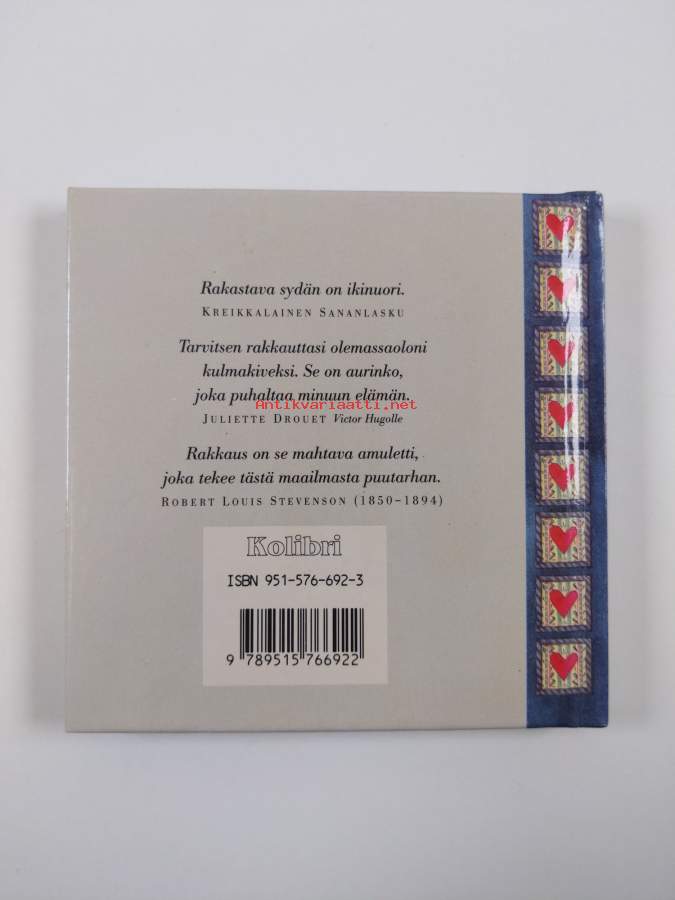 Rakastava sydän on ikinuori.
KREIKKALAINEN SANANLASKU
Tarvitsen rakkauttasi olemassaoloni
kulmakiveksi. Se on aurinko,
joka puhaltaa minuun elämän.
Antikvariaatti.net
JULIETTE DROUET Victor Hugolle
Rakkaus on se mahtava amuletti,
joka tekee tästä maailmasta puutarhan.
ROBERT LOUIS STEVENSON (1850–1894)
Kolibri
ISBN 951-576-692-3
9 789515 766922